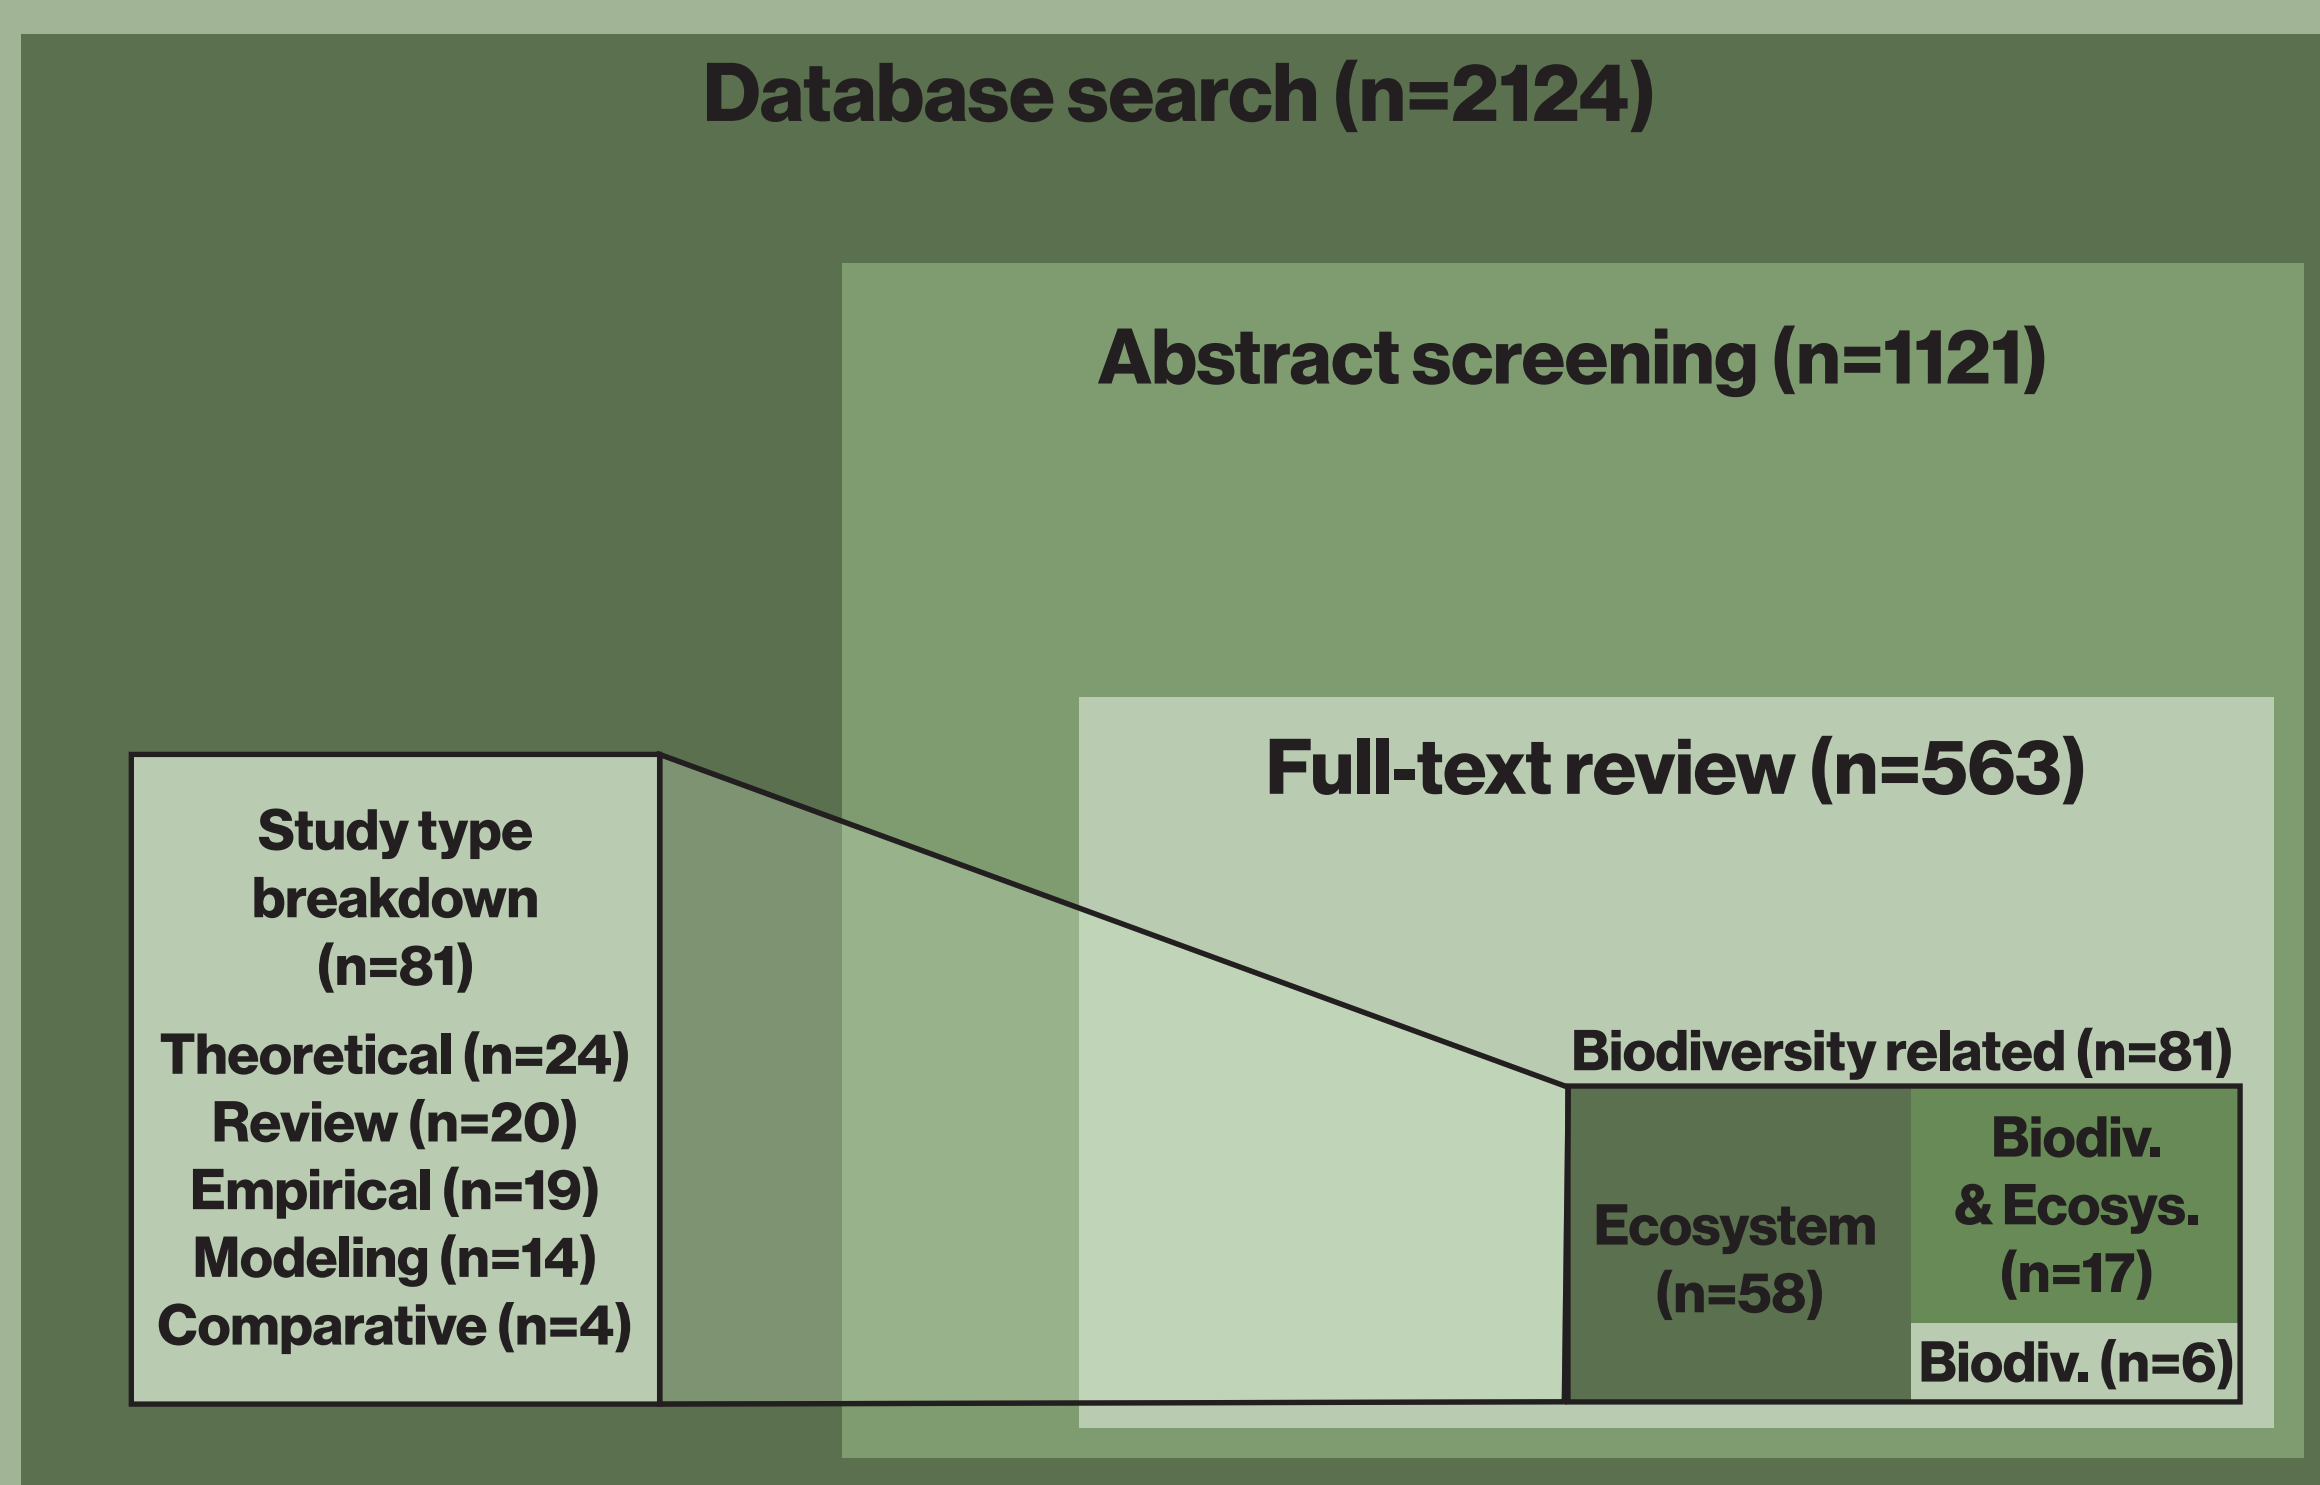 Database search (n=2124)
Abstract screening (n=1121)
Full-text review (n=563)
Study type
breakdown
(n=81)
Theoretical (n=24)
Review (n=20)
Empirical (n=19)
Modeling (n=14)
Comparative (n=4)
Biodiversity related (n=81)
Ecosystem
(n=58)
Biodiv.
& Ecosys.
(n=17)
Biodiv. (n=6)